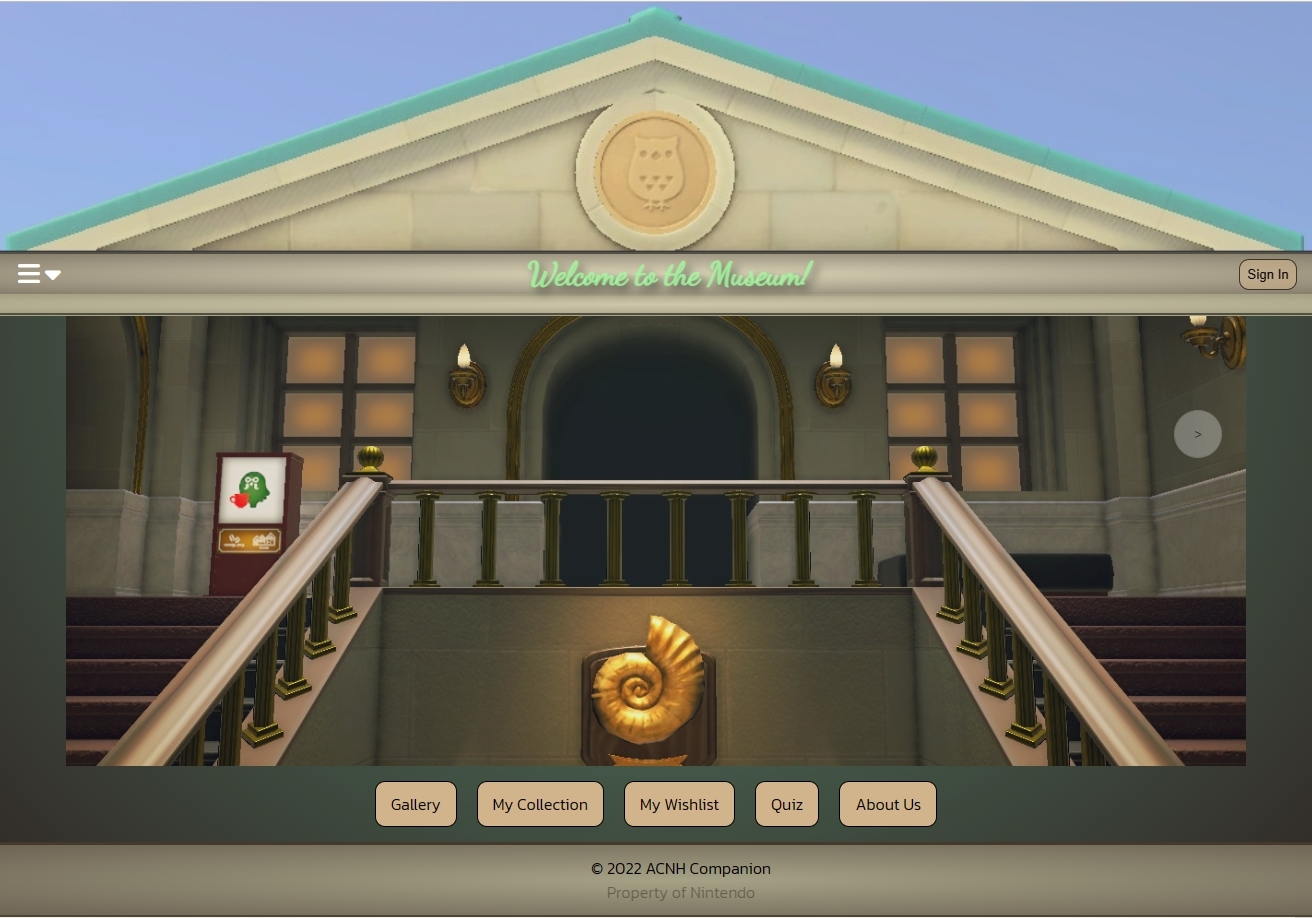 Welcome to the Museum!
Sign In
>
Gallery
My Collection
My Wishlist
Quiz
About Us
© 2022 ACNH Companion
Property of Nintendo